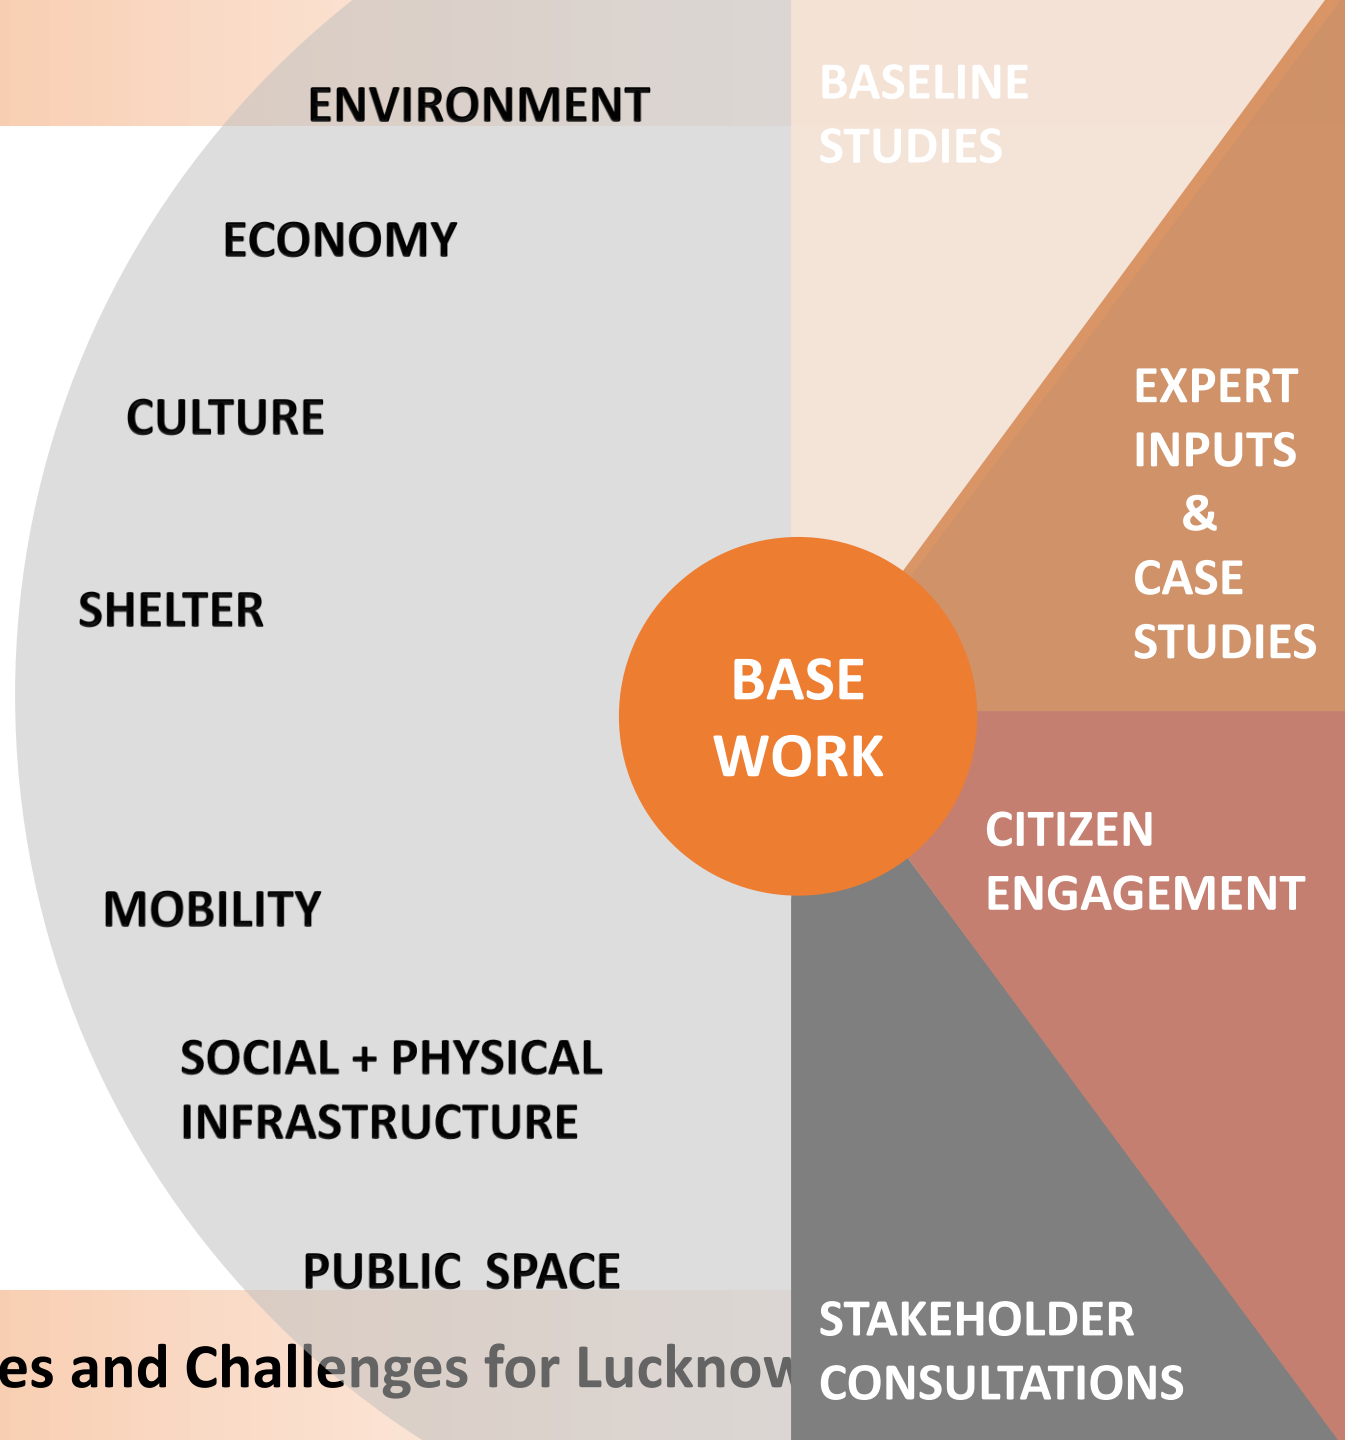 ENVIRONMENT
ECONOMY
CULTURE
SHELTER
MOBILITY
SOCIAL + PHYSICAL
INFRASTRUCTURE
PUBLIC SPACE
BASE
WORK
BASELINE
STUDIES
EXPERT
INPUTS
&
CASE
STUDIES
CITIZEN
ENGAGEMENT
STAKEHOLDER
CONSULTATIONS
es and Challenges for Lucknow